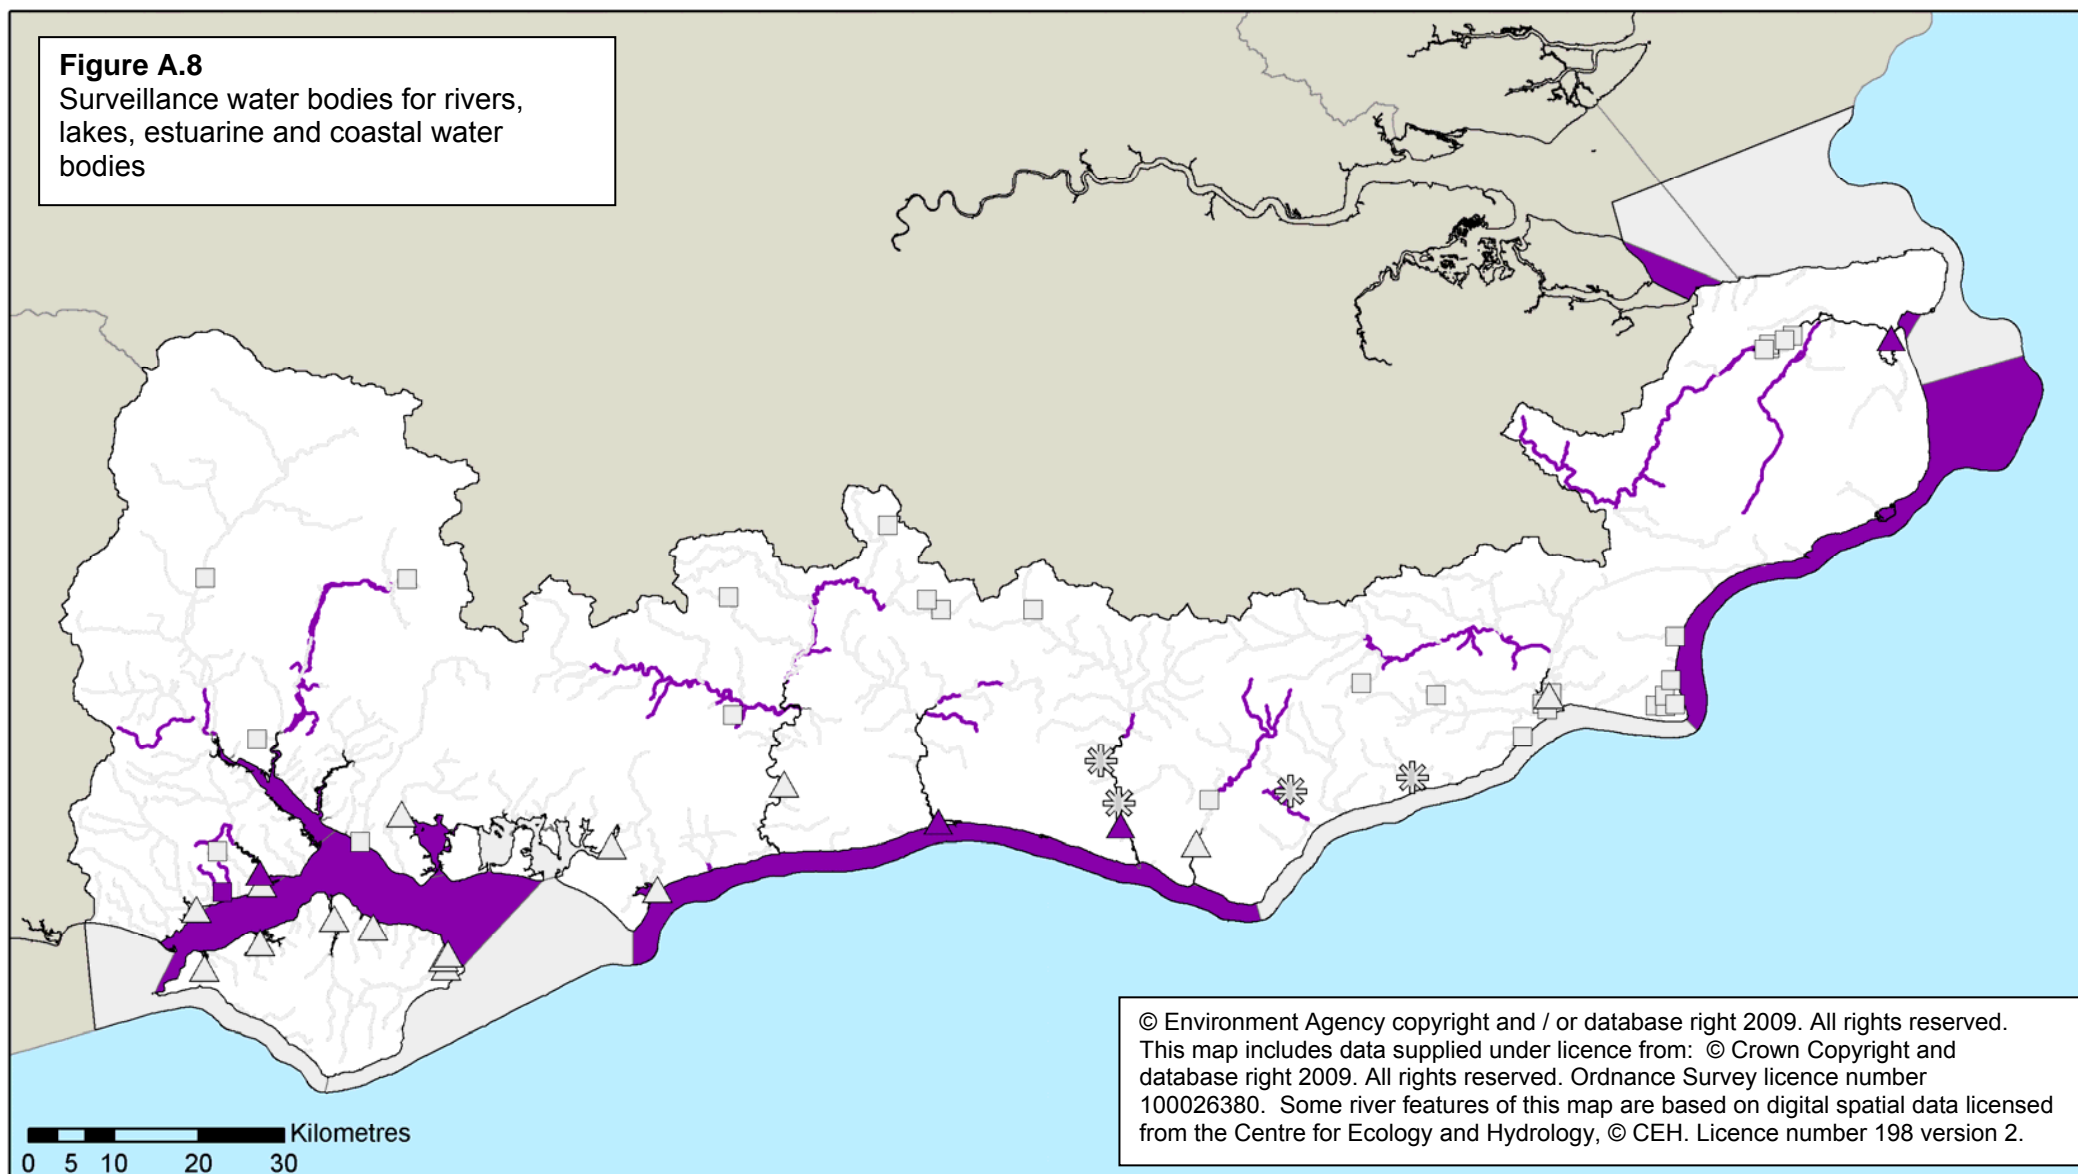 Figure A.8
Surveillance water bodies for rivers,
lakes, estuarine and coastal water
bodies
© Environment Agency copyright and / or database right 2009. All rights reserved.
This map includes data supplied under licence from:  © Crown Copyright and
database right 2009. All rights reserved. Ordnance Survey licence number
100026380.  Some river features of this map are based on digital spatial data licensed
from the Centre for Ecology and Hydrology, © CEH. Licence number 198 version 2.
Kilometres
0 5 10 20 30